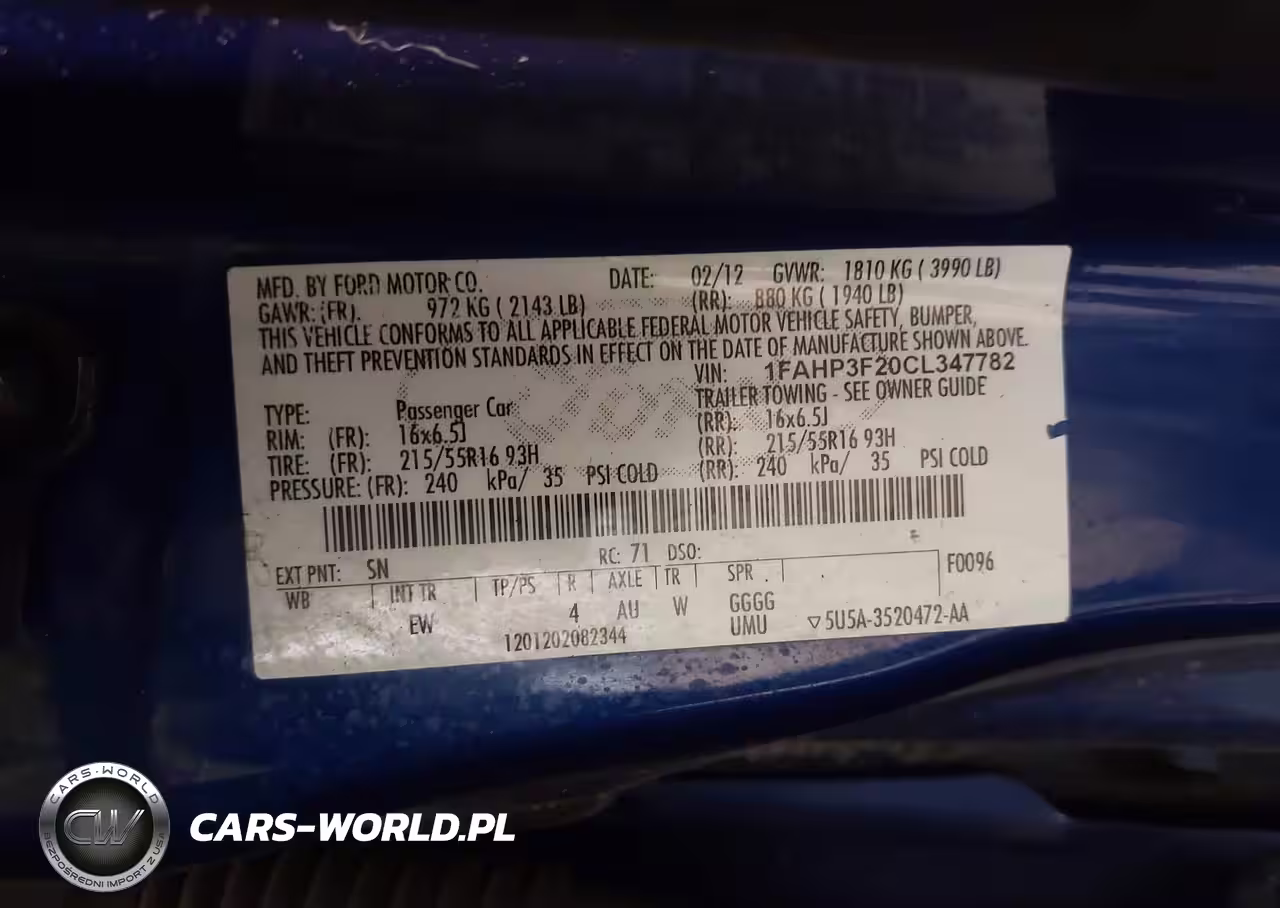 MFD. BY FORD MOTOR CO. DATE: 02/12 GVWR: 1810 KG ( 3990 LB)
GAWR: (FR). 972 KG ( 2143 LB) (RR): 880 KG ( 1940 LB)
THIS VEHICLE CONFORMS TO ALL APPLICABLE FEDERAL MOTOR VEHICLE SAFETY, BUMPER,
AND THEFT PREVENTION STANDARDS IN EFFECT ON THE DATE OF MANUFACTURE SHOWN ABOVE.
VIN: 1FAHP3F20CL347782
TYPE: Passenger Car TRAILER TOWING - SEE OWNER GUIDE
RIM: (FR): 16x6.5J (RR): 16x6.5J
TIRE: (FR): 215/55R16 93H (RR): 215/55R16 93H
PRESSURE: (FR): 240 kPa/ 35 PSI COLD (RR): 240 kPa/ 35 PSI COLD
EXT PNT: SN RC: 71 DSO:
WB INT TR TP/PS R AXLE TR SPR F0096
EW 4 AU W GGGG
1201202082344 UMU ▽5U5A-3520472-AA
CARS-WORLD
CW
BEZPOŚREDNI IMPORT Z USA
CARS-WORLD.PL